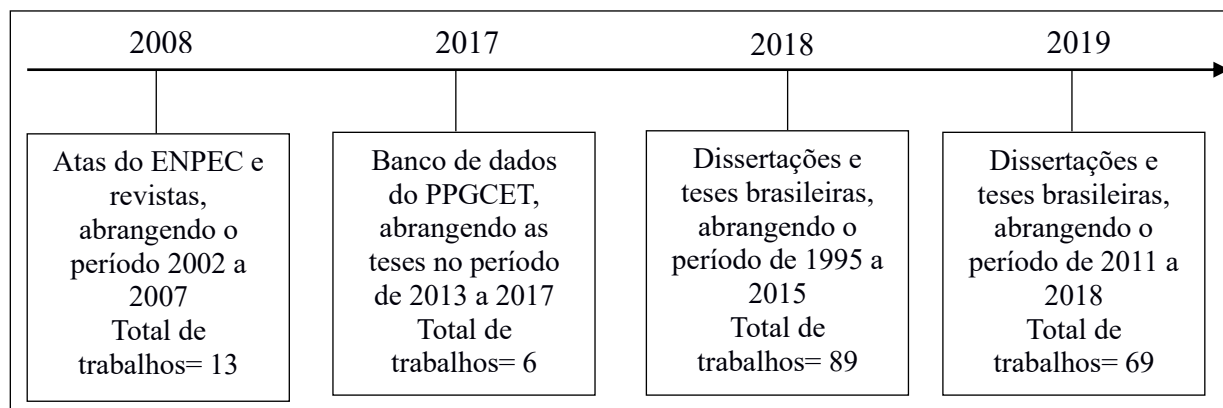 2008
2017
2018
2019
Atas do ENPEC e
revistas,
abrangendo o
período 2002 a
2007
Total de
trabalhos= 13
Banco de dados
do PPGCET,
abrangendo as
teses no período
de 2013 a 2017
Total de
trabalhos= 6
Dissertações e
teses brasileiras,
abrangendo o
período de 1995 a
2015
Total de
trabalhos= 89
Dissertações e
teses brasileiras,
abrangendo o
período de 2011 a
2018
Total de
trabalhos= 69